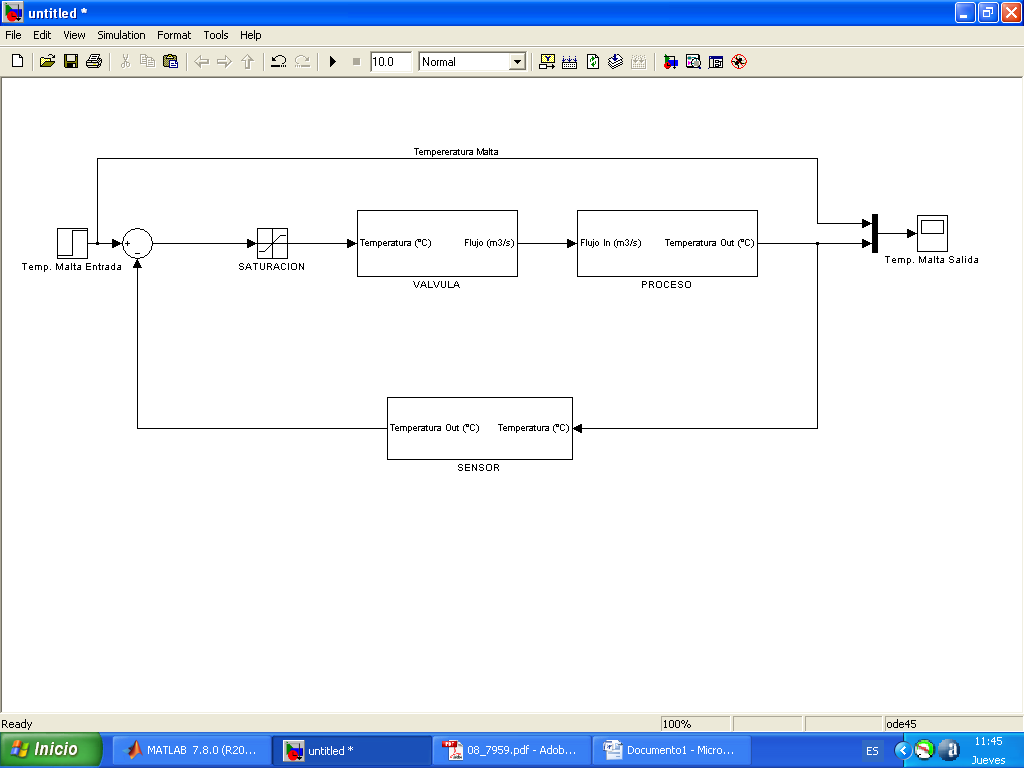 untitled *
File Edit View Simulation Format Tools Help
10.0 Normal
Tempereratura Malta
Temp. Malta Entrada
+
−
SATURACION
Temperatura (ºC) Flujo (m3/s)
VALVULA
Flujo In (m3/s) Temperatura Out (ºC)
PROCESO
Temp. Malta Salida
Temperatura Out (ºC) Temperatura (ºC)
SENSOR
Ready 100% ode45
Inicio
MATLAB 7.8.0 (R20...
untitled *
08_7959.pdf - Adob...
Documento1 - Micro...
ES
11:45
Jueves